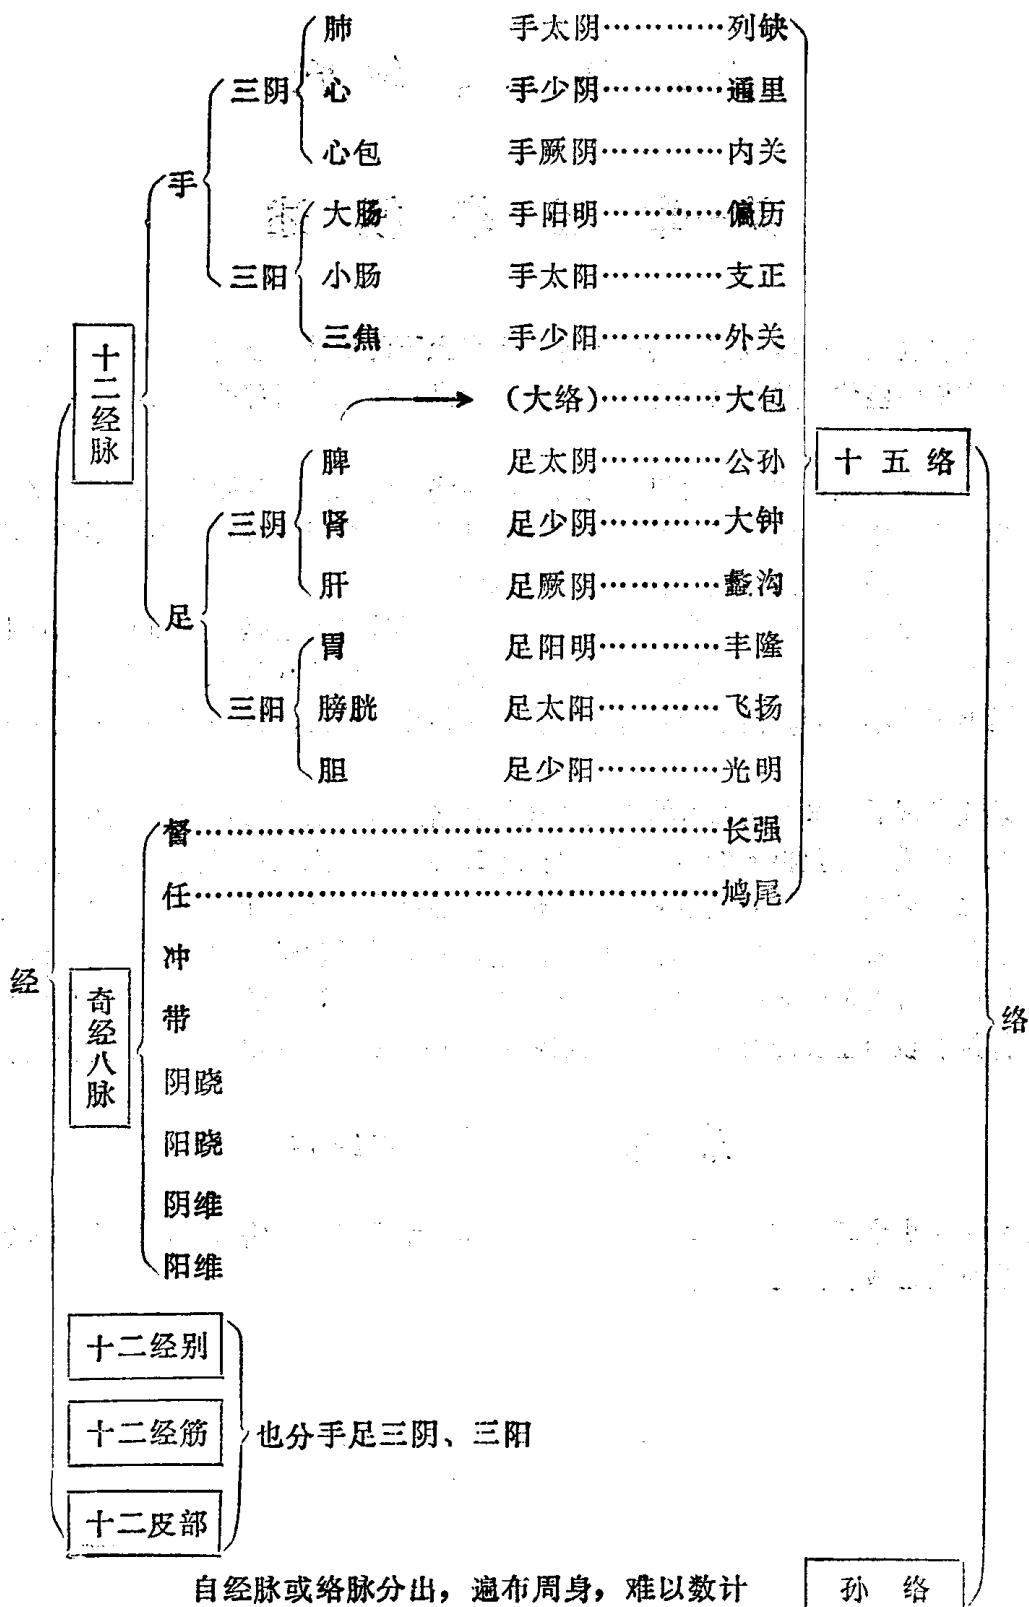 三阴 肺 手太阴…………列缺
心 手少阴…………通里
心包 手厥阴…………内关
手
三阳 大肠 手阳明…………偏历
小肠 手太阳…………支正
三焦 手少阳…………外关
十二经脉
(大络)…………大包
十五络
足
三阴 脾 足太阴…………公孙
肾 足少阴…………大钟
肝 足厥阴…………蠡沟
三阳 胃 足阳明…………丰隆
膀胱 足太阳…………飞扬
胆 足少阳…………光明
督…………………………………………长强
任…………………………………………鸠尾
冲
经
奇经八脉
带
络
阴跷
阳跷
阴维
阳维
十二经别
十二经筋
也分手足三阴、三阳
十二皮部
自经脉或络脉分出，遍布周身，难以数计
孙络